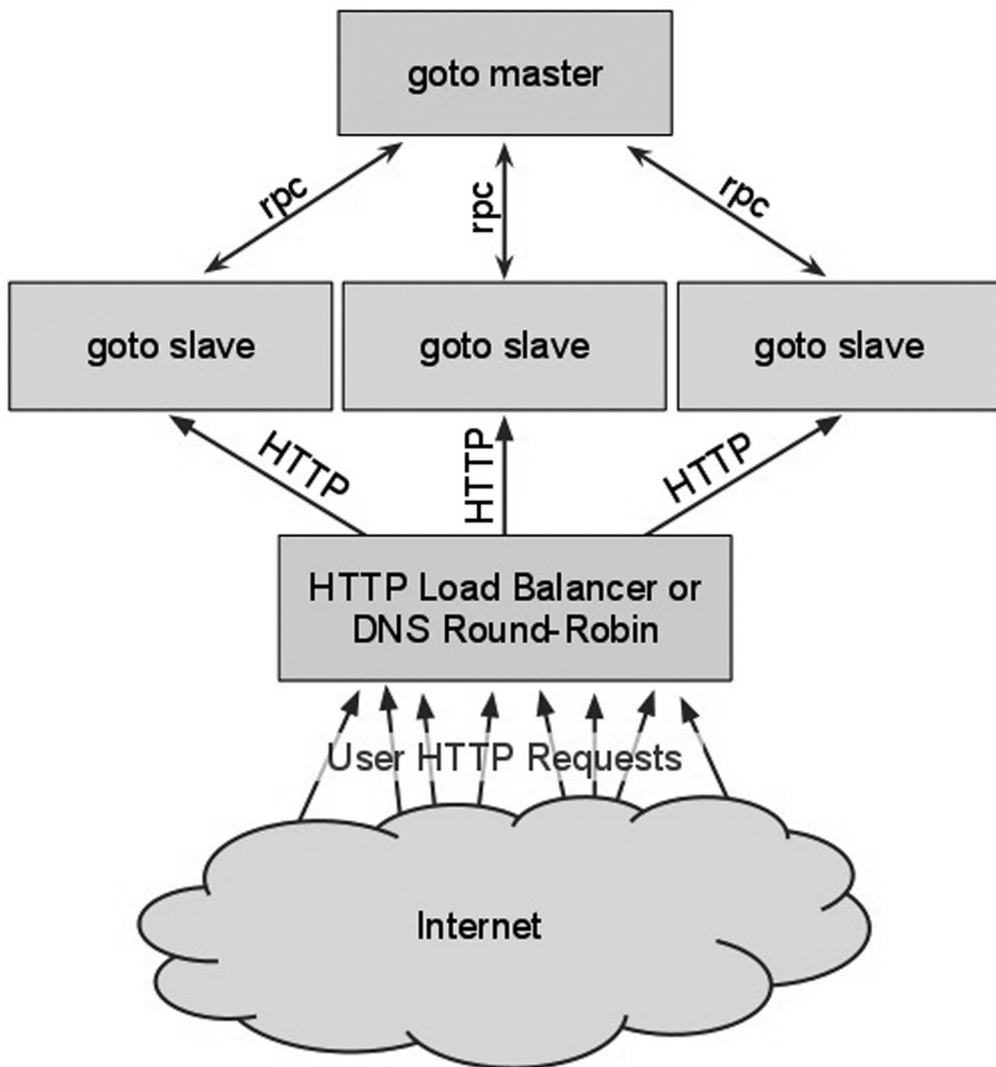 goto master
rpc
rpc
rpc
goto slave
goto slave
goto slave
HTTP
HTTP
HTTP
HTTP Load Balancer or
DNS Round-Robin
User HTTP Requests
Internet